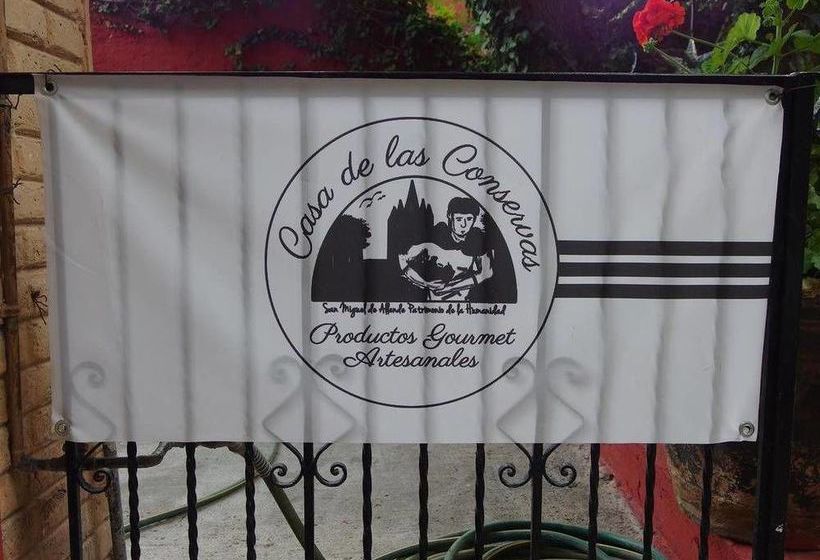 Casa de las Conservas
San Miguel de Allende Patrimonio de la Humanidad
Productos Gourmet
Artesanales